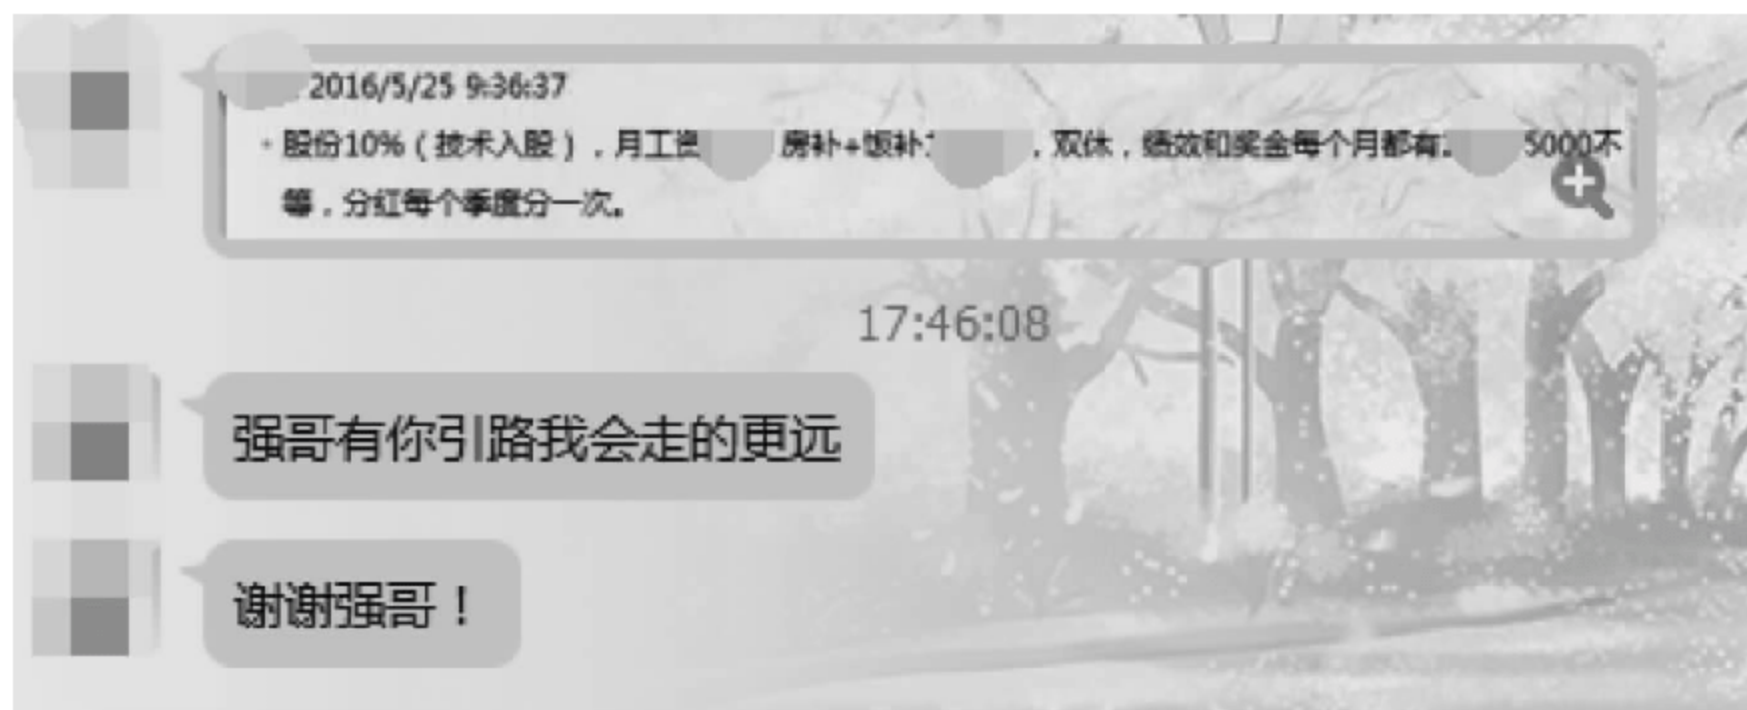 2016/5/25 9:36:37
股份10%(技术入股),月工资 房补+饭补 ,双休,绩效和奖金每个月都有 5000不
等,分红每个季度分一次。
17:46:08
强哥有你引路我会走的更远
谢谢强哥!